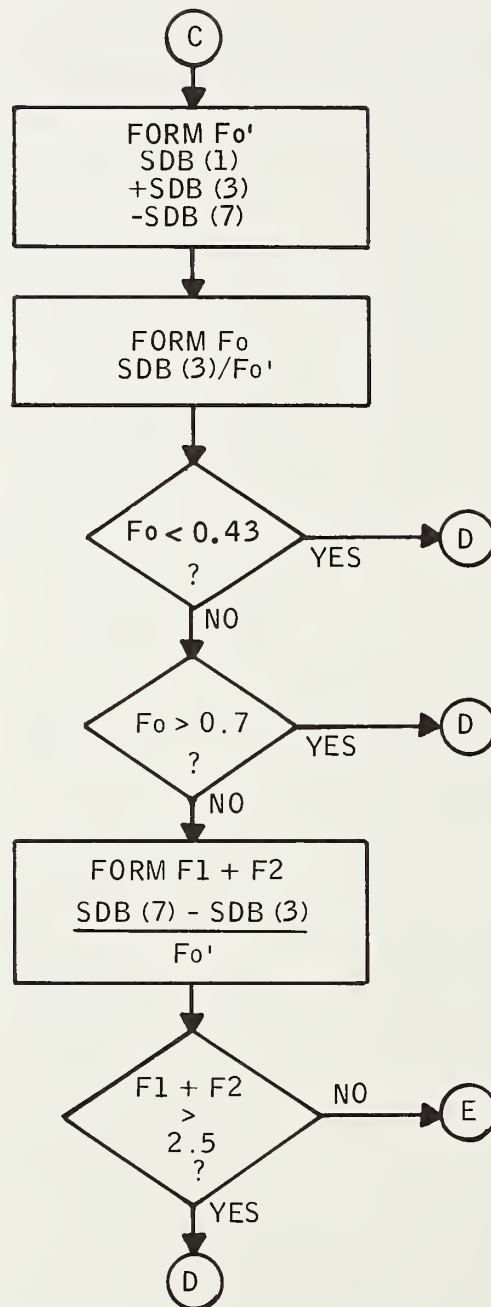 C
FORM Fo'
SDB (1)
+SDB (3)
-SDB (7)
FORM Fo
SDB (3)/Fo'
Fo < 0.43
?
YES
D
NO
Fo > 0.7
?
YES
D
NO
FORM F1 + F2
SDB (7) - SDB (3)
Fo'
F1 + F2
>
2.5
?
NO
E
YES
D